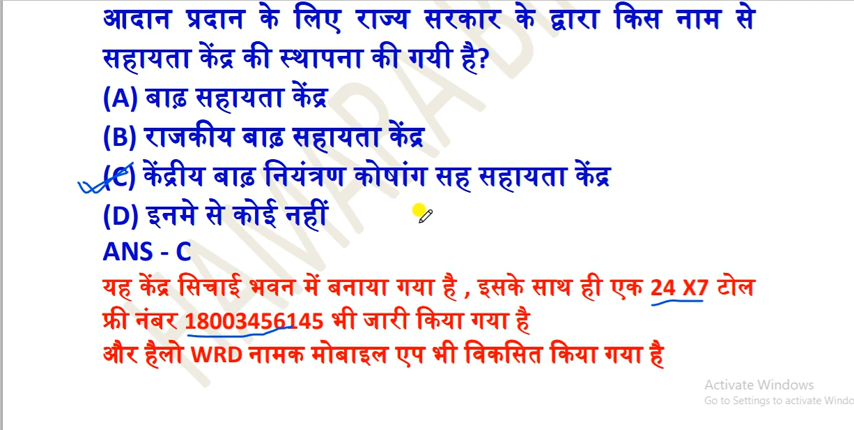 आदान प्रदान के लिए राज्य सरकार के द्वारा किस नाम से
सहायता केंद्र की स्थापना की गयी है?
(A) बाढ़ सहायता केंद्र
(B) राजकीय बाढ़ सहायता केंद्र
(C) केंद्रीय बाढ़ नियंत्रण कोषांग सह सहायता केंद्र
(D) इनमे से कोई नहीं
ANS - C
यह केंद्र सिचाई भवन में बनाया गया है , इसके साथ ही एक 24 X7 टोल
फ्री नंबर 18003456145 भी जारी किया गया है
और हैलो WRD नामक मोबाइल एप भी विकसित किया गया है
Activate Windows
Go to Settings to activate Windo